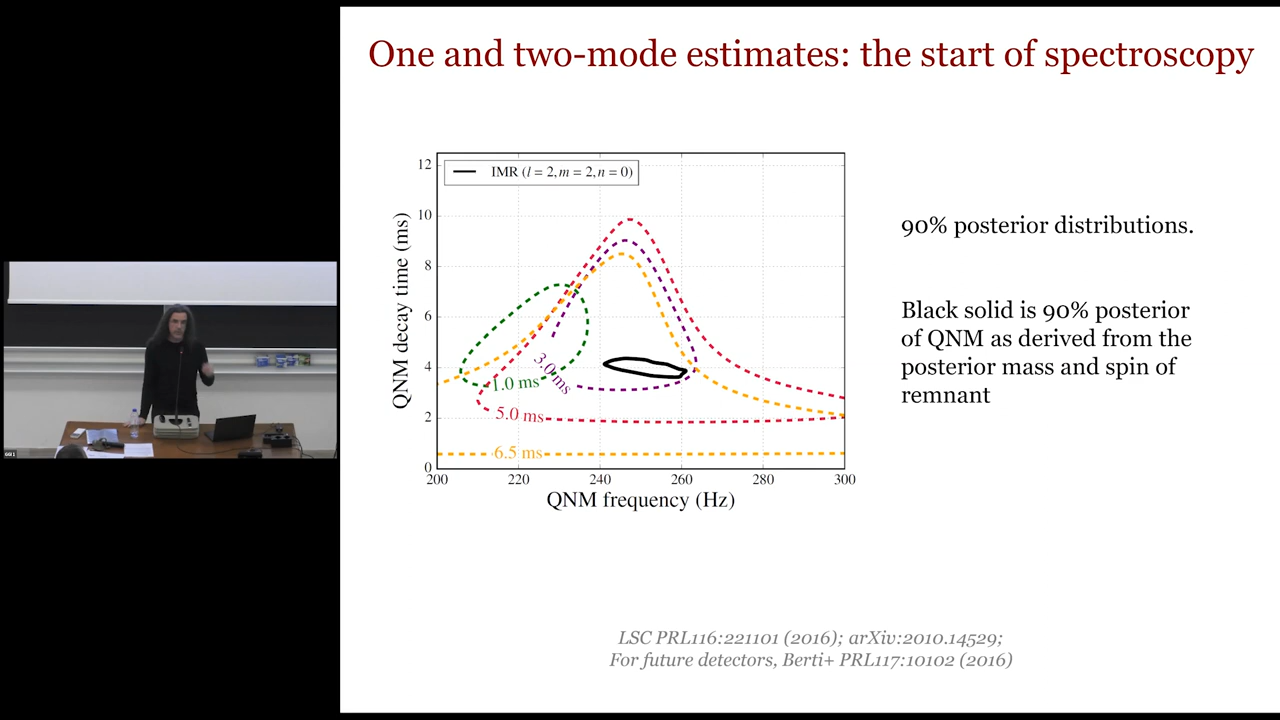 One and two-mode estimates: the start of spectroscopy
IMR (l = 2, m = 2, n = 0)
12
10
8
6
4
2
0
QNM decay time (ms)
1.0 ms
3.0 ms
5.0 ms
6.5 ms
200
220
240
260
280
300
QNM frequency (Hz)
90% posterior distributions.
Black solid is 90% posterior
of QNM as derived from the
posterior mass and spin of
remnant
LSC PRL116:221101 (2016); arXiv:2010.14529;
For future detectors, Berti+ PRL117:10102 (2016)